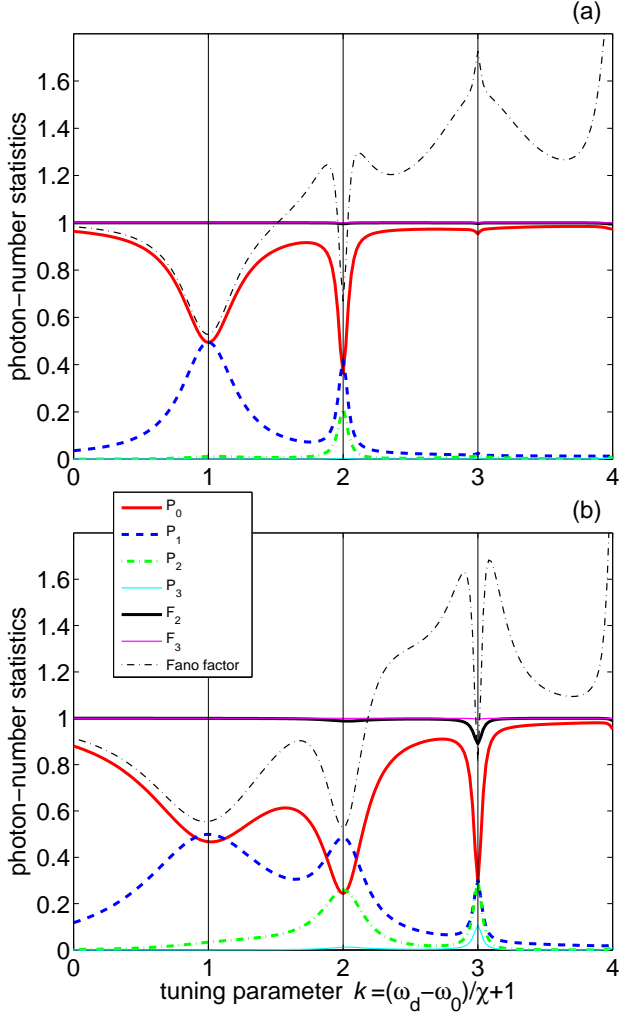 (a)
photon−number statistics
1.6
1.4
1.2
1
0.8
0.6
0.4
0.2
0
0 1 2 3 4
(b)
P0
P1
P2
P3
F2
F3
Fano factor
photon−number statistics
1.6
1.4
1.2
1
0.8
0.6
0.4
0.2
0
0 1 2 3 4
tuning parameter k=(ωd−ω0)/χ+1